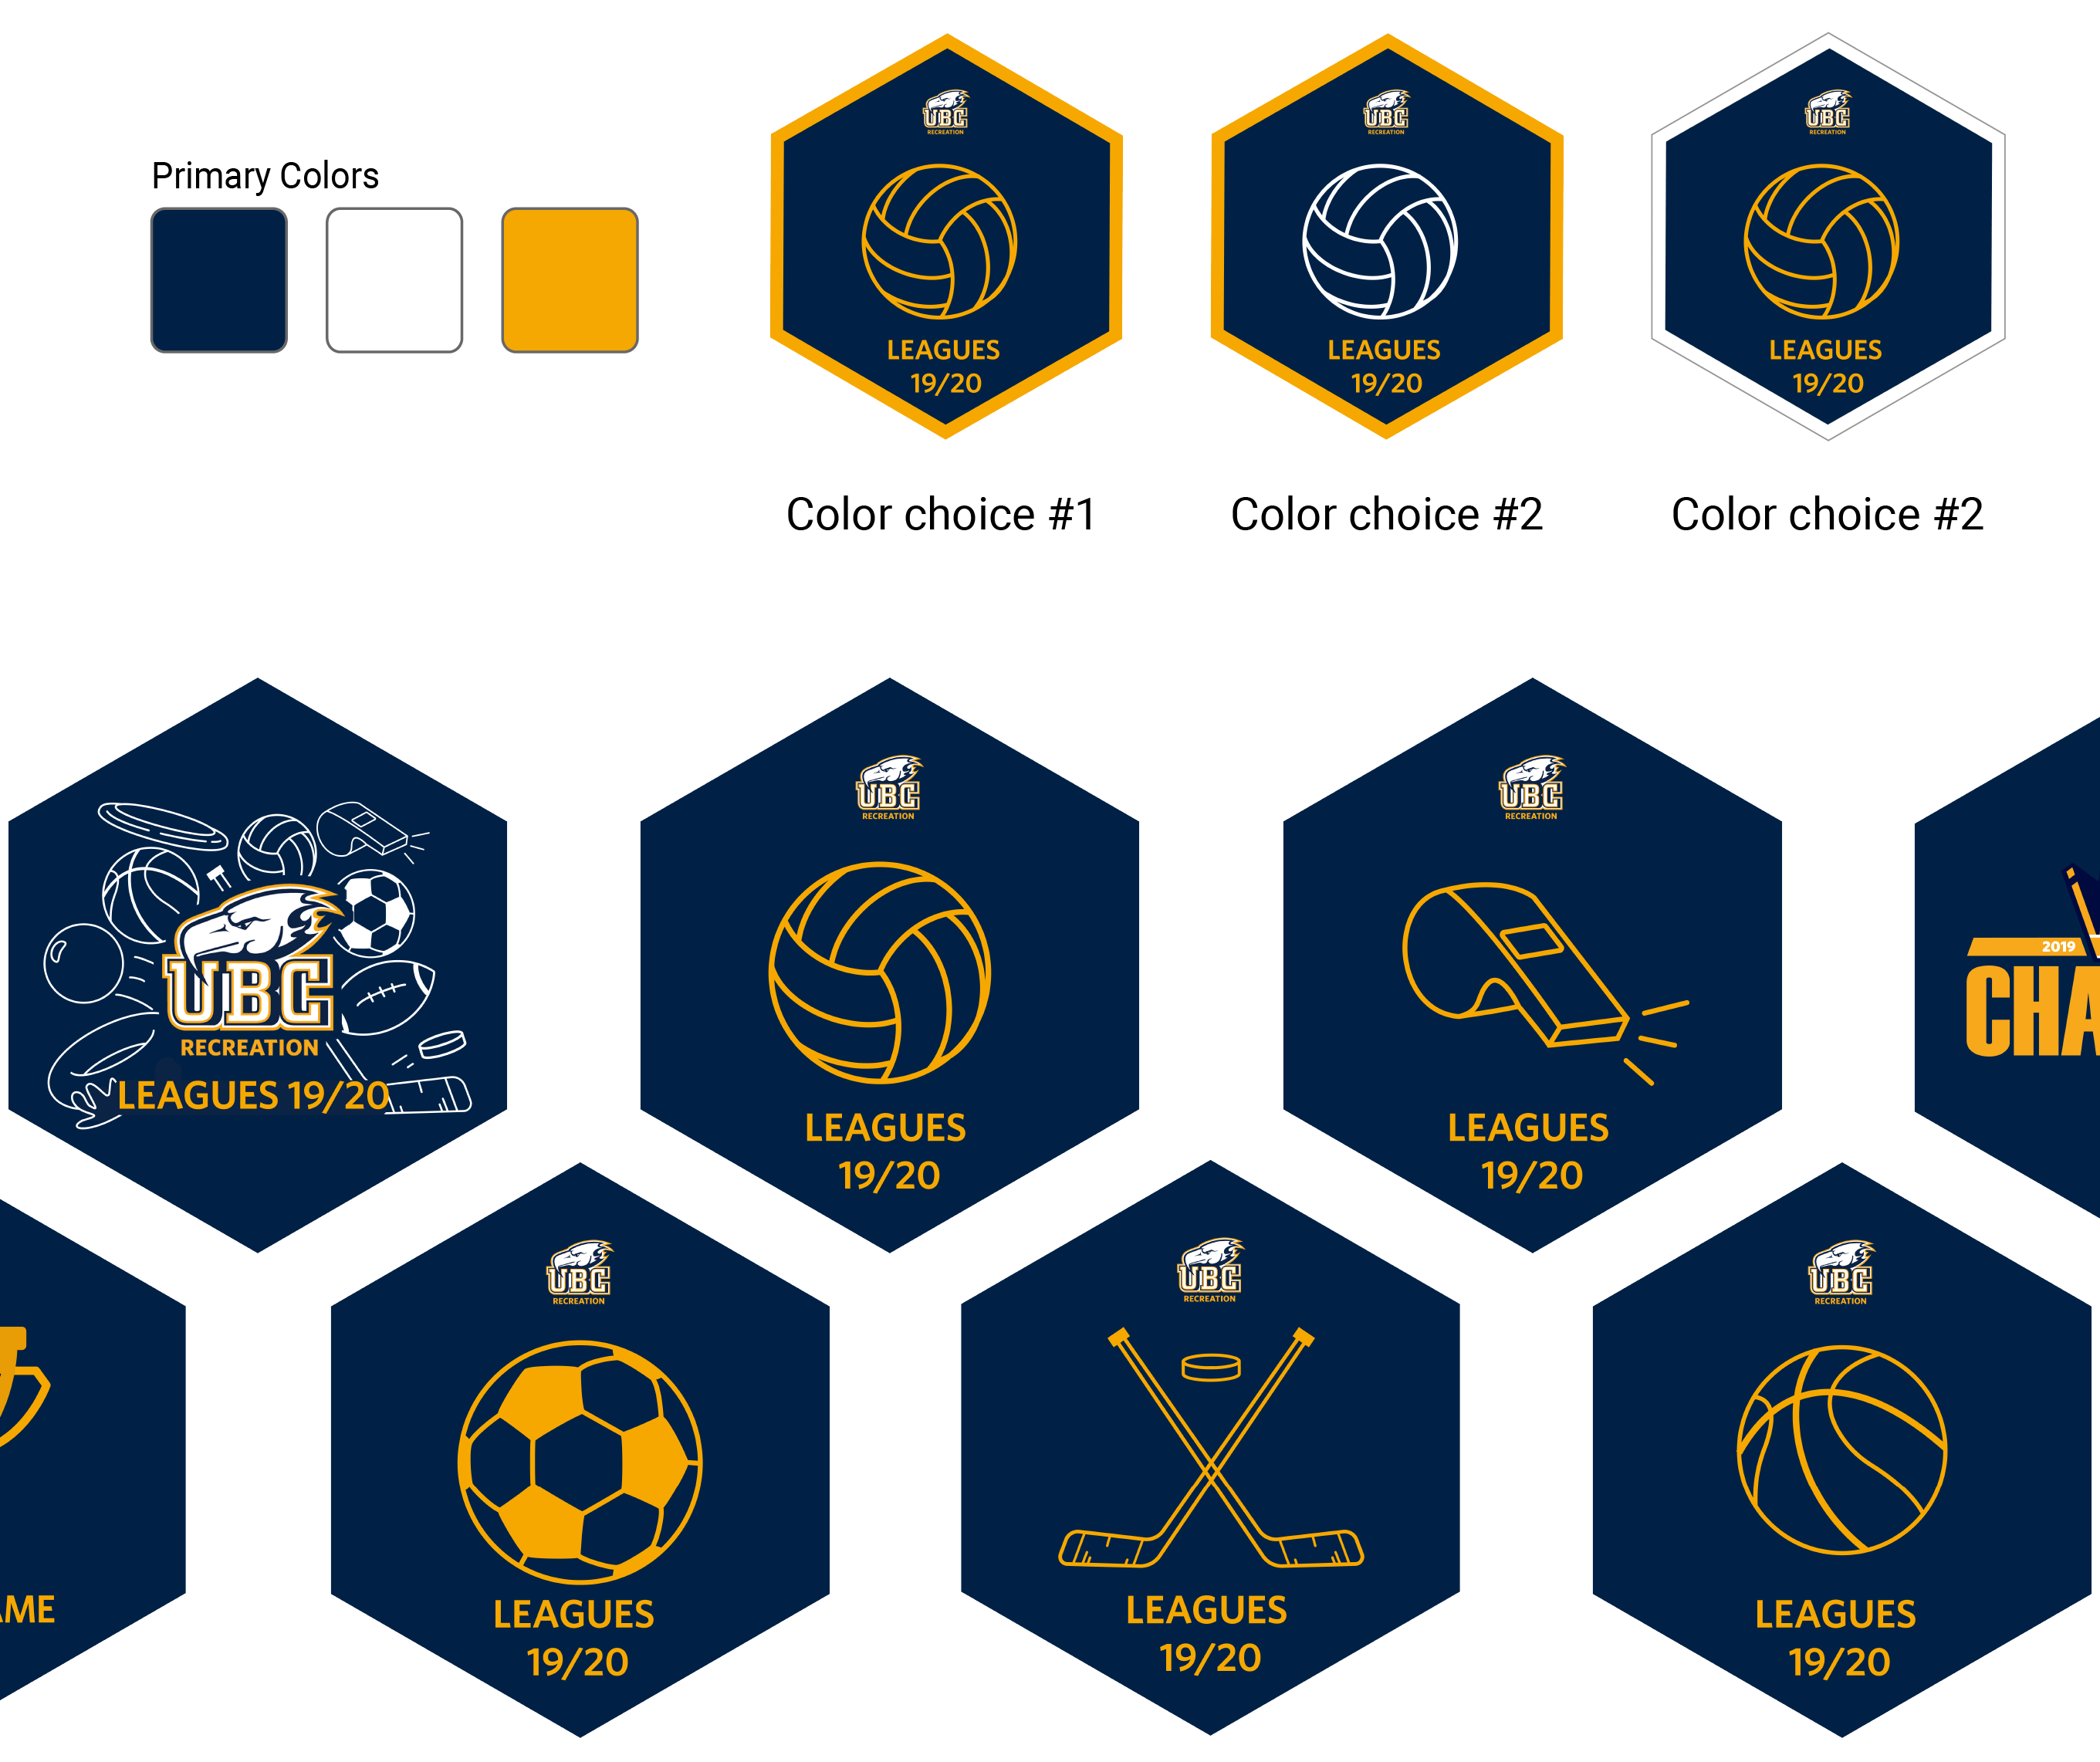 Primary Colors
UBC
RECREATION
LEAGUES
19/20
Color choice #1
UBC
RECREATION
LEAGUES
19/20
Color choice #2
UBC
RECREATION
LEAGUES
19/20
Color choice #2
UBC
RECREATION
LEAGUES 19/20
UBC
RECREATION
LEAGUES
19/20
UBC
RECREATION
LEAGUES
19/20
2019
CHA
AME
UBC
RECREATION
LEAGUES
19/20
UBC
RECREATION
LEAGUES
19/20
UBC
RECREATION
LEAGUES
19/20